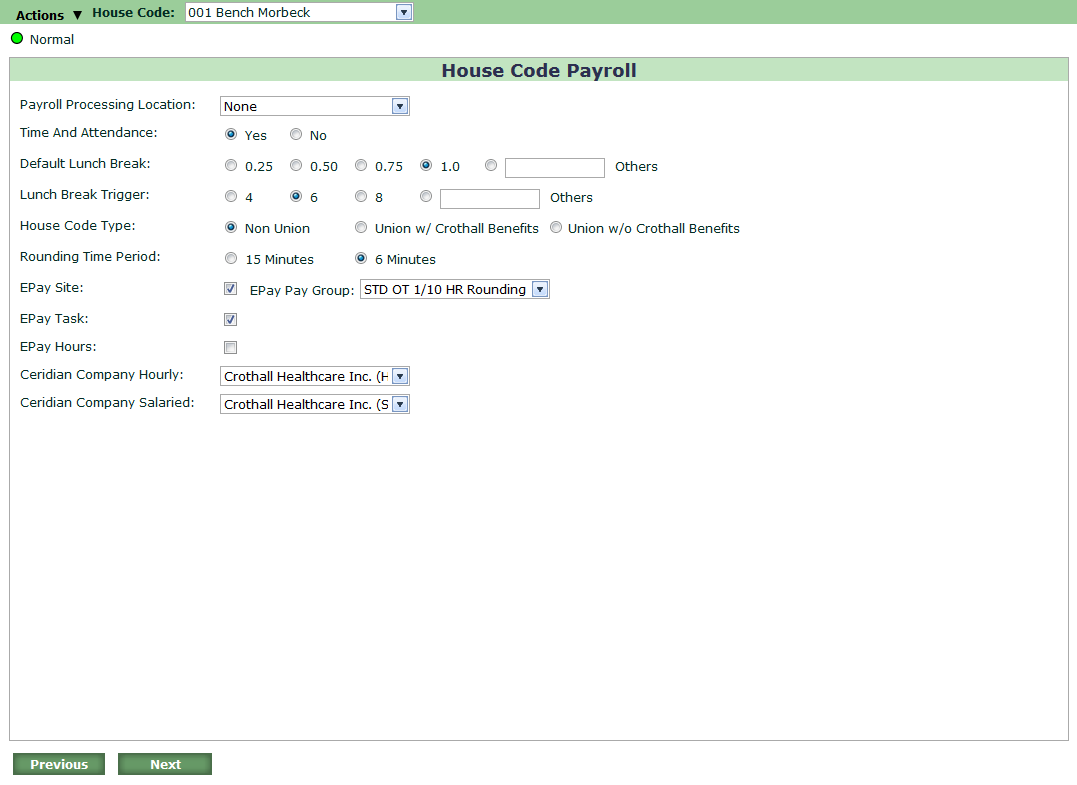 Actions ▼ House Code: 001 Bench Morbeck
Normal
House Code Payroll
Payroll Processing Location: None
Time And Attendance: Yes No
Default Lunch Break: 0.25 0.50 0.75 1.0 Others
Lunch Break Trigger: 4 6 8 Others
House Code Type: Non Union Union w/ Crothall Benefits Union w/o Crothall Benefits
Rounding Time Period: 15 Minutes 6 Minutes
EPay Site: EPay Pay Group: STD OT 1/10 HR Rounding
EPay Task:
EPay Hours:
Ceridian Company Hourly: Crothall Healthcare Inc. (H
Ceridian Company Salaried: Crothall Healthcare Inc. (S
Previous Next